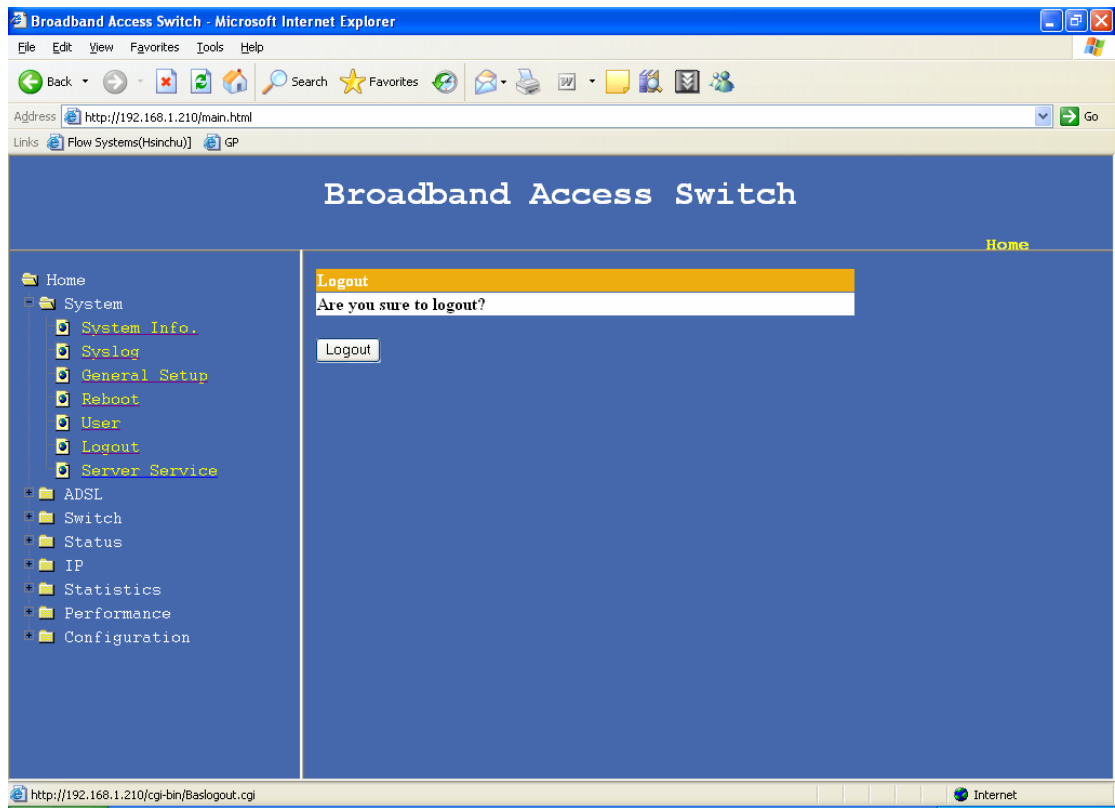 Broadband Access Switch - Microsoft Internet Explorer
File Edit View Favorites Tools Help
Back Search Favorites
Address http://192.168.1.210/main.html Go
Links Flow Systems(Hsinchu)] GP
Broadband Access Switch
Home
Home
System
System Info.
Syslog
General Setup
Reboot
User
Logout
Server Service
ADSL
Switch
Status
IP
Statistics
Performance
Configuration
Logout
Are you sure to logout?
Logout
http://192.168.1.210/cgi-bin/Baslogout.cgi Internet